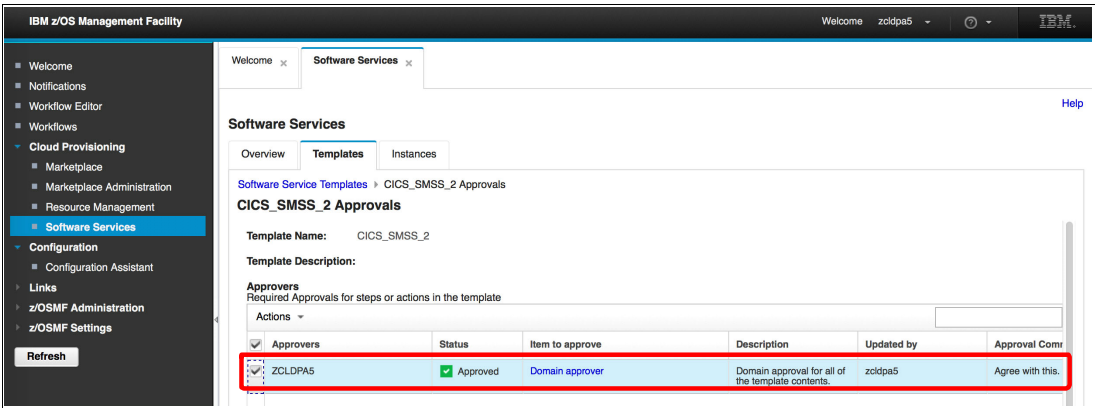 IBM z/OS Management Facility
Welcome zcldpa5
IBM.
Welcome
Notifications
Workflow Editor
Workflows
Cloud Provisioning
Marketplace
Marketplace Administration
Resource Management
Software Services
Configuration
Configuration Assistant
Links
z/OSMF Administration
z/OSMF Settings
Refresh
Welcome x
Software Services x
Help
Software Services
Overview
Templates
Instances
Software Service Templates CICS_SMSS_2 Approvals
CICS_SMSS_2 Approvals
Template Name: CICS_SMSS_2
Template Description:
Approvers
Required Approvals for steps or actions in the template
Actions
Approvers Status Item to approve Description Updated by Approval Comm
ZCLDPA5 Approved Domain approver Domain approval for all of zcldpa5 Agree with this.
the template contents.